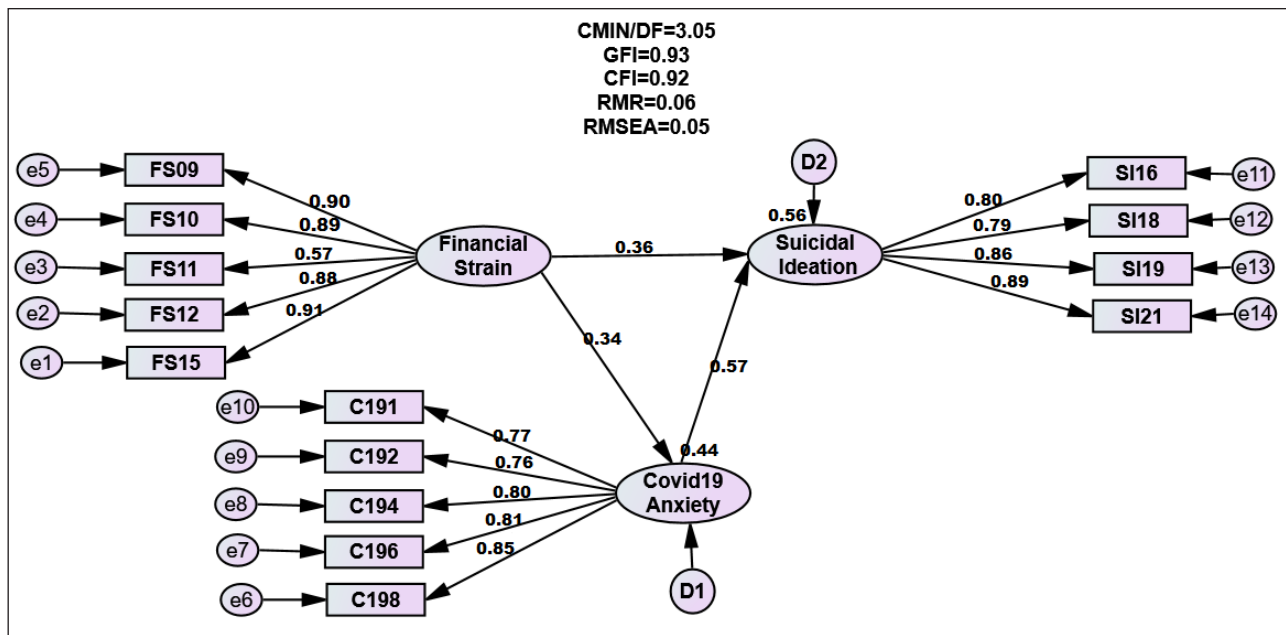 CMIN/DF=3.05
GFI=0.93
CFI=0.92
RMR=0.06
RMSEA=0.05
e5
FS09
0.90
e4
FS10
0.89
e3
FS11
0.57
e2
FS12
0.88
e1
FS15
0.91
Financial
Strain
0.36
0.34
D2
0.56
Suicidal
Ideation
0.80
SI16
e11
0.79
SI18
e12
0.86
SI19
e13
0.89
SI21
e14
0.57
e10
C191
0.77
e9
C192
0.76
e8
C194
0.80
e7
C196
0.81
e6
C198
0.85
0.44
Covid19
Anxiety
D1